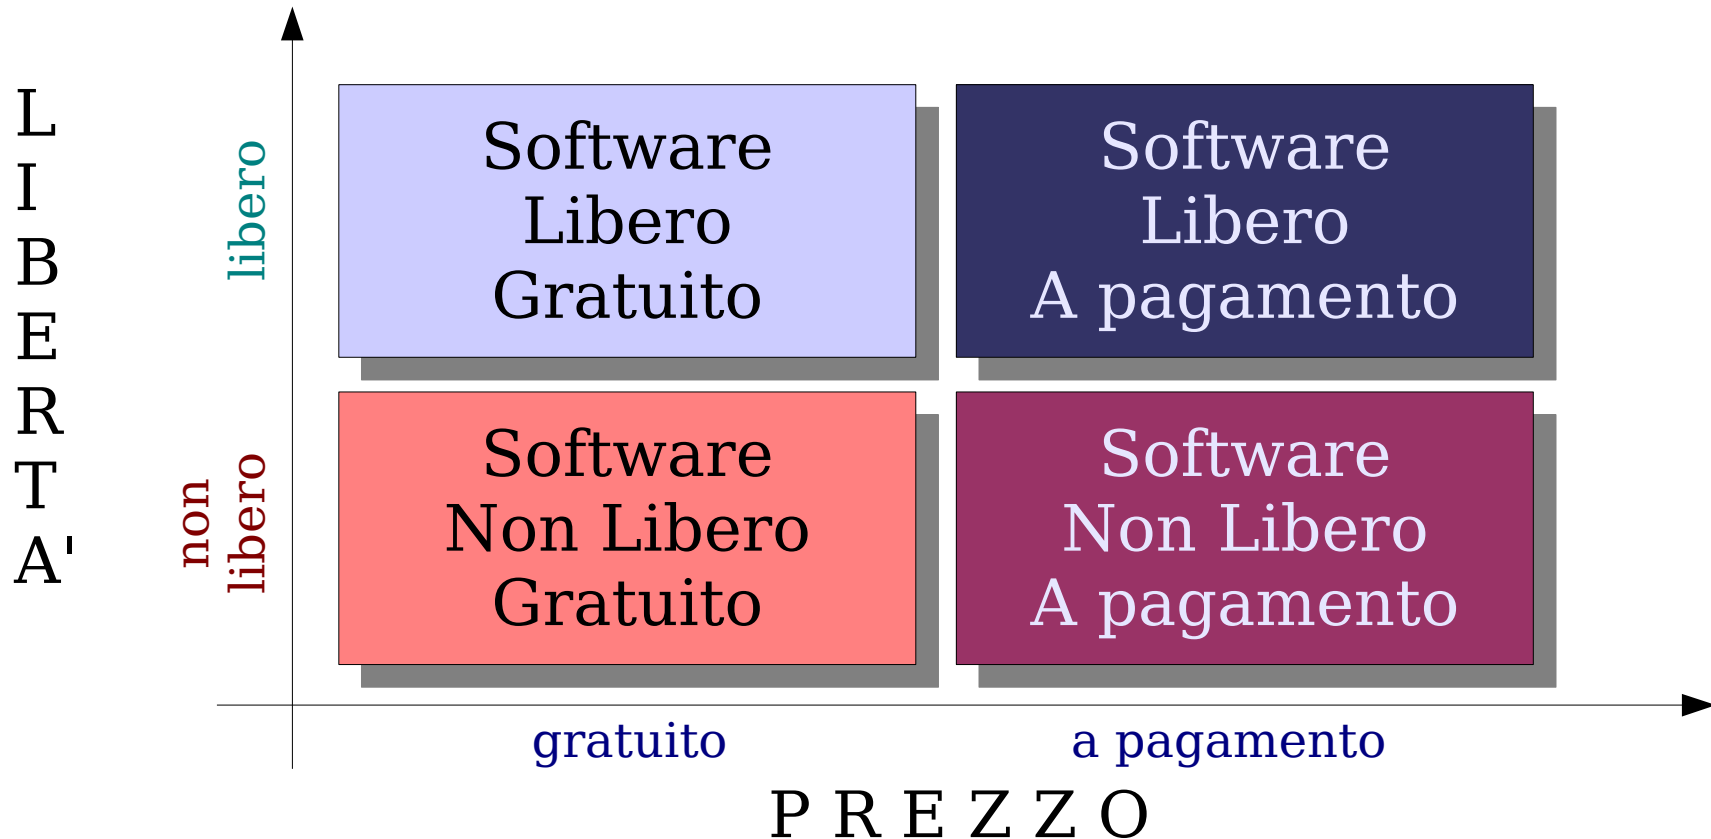 L
I
B
E
R
T
A'
libero
non
libero
Software
Libero
Gratuito
Software
Libero
A pagamento
Software
Non Libero
Gratuito
Software
Non Libero
A pagamento
gratuito
a pagamento
P R E Z Z O